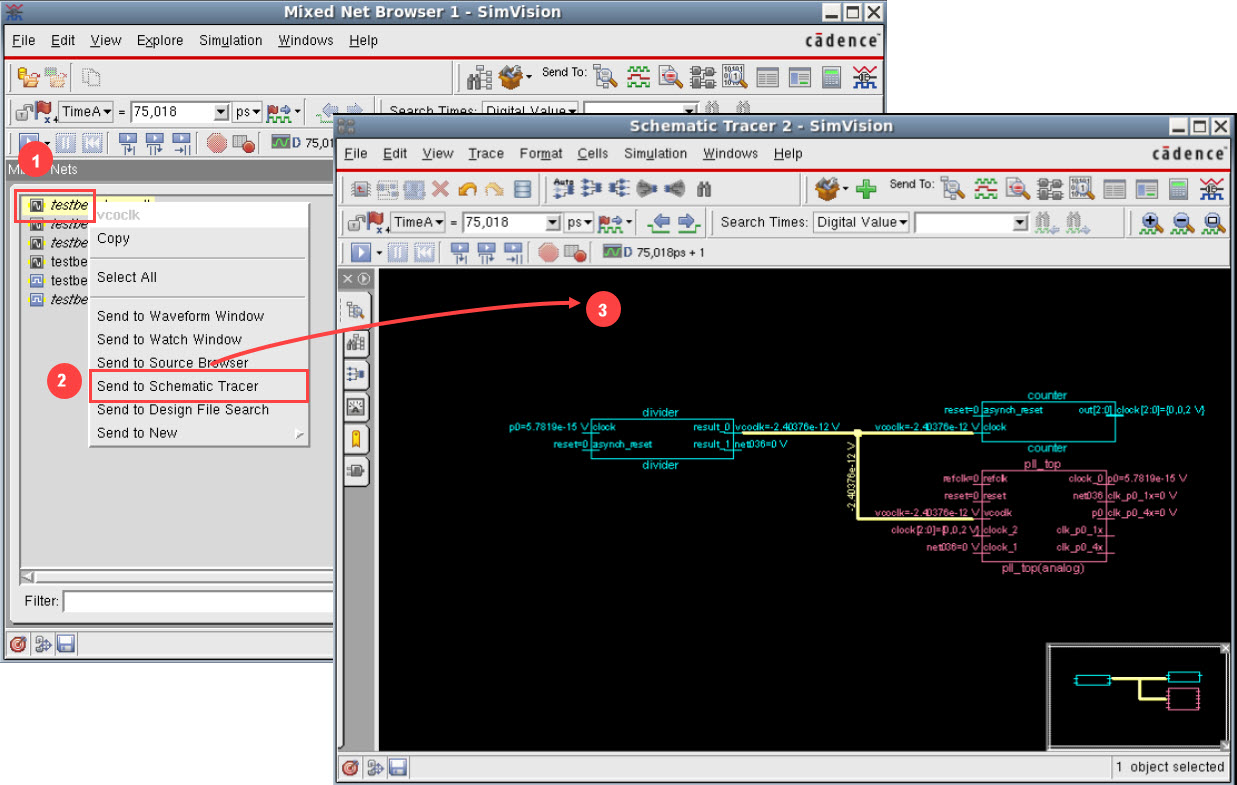 Mixed Net Browser 1 - SimVision
File Edit View Explore Simulation Windows Help
cādence
Send To:
TimeA = 75,018 ps
Search Times: Digital Value
1
testbe
vcoclk
testbe
testbe
testbe
testbe
testbe
Copy
Select All
Send to Waveform Window
Send to Watch Window
Send to Source Browser
2
Send to Schematic Tracer
Send to Design File Search
Send to New
Filter:
Schematic Tracer 2 - SimVision
File Edit View Trace Format Cells Simulation Windows Help
cādence
Send To:
TimeA = 75,018 ps
Search Times: Digital Value
75,018ps + 1
3
divider
p0=5.7819e-15 V clock result_0 vcoclk=-2.40376e-12 V
reset=0 asynch_reset result_1 net036=0 V
divider
-2.40376e-12 V
counter
reset=0 asynch_reset out[2:0] clock[2:0]={0,0,2 V}
vcoclk=-2.40376e-12 V clock
counter
pll_top
refclk=0 refclk clock_0 p0=5.7819e-15 V
reset=0 reset net036 clk_p0_1x=0 V
vcoclk=-2.40376e-12 V vcoclk p0 clk_p0_4x=0 V
clock[2:0]={0,0,2 V} clock_2 clk_p0_1x
net036=0 V clock_1 clk_p0_4x
pll_top(analog)
1 object selected